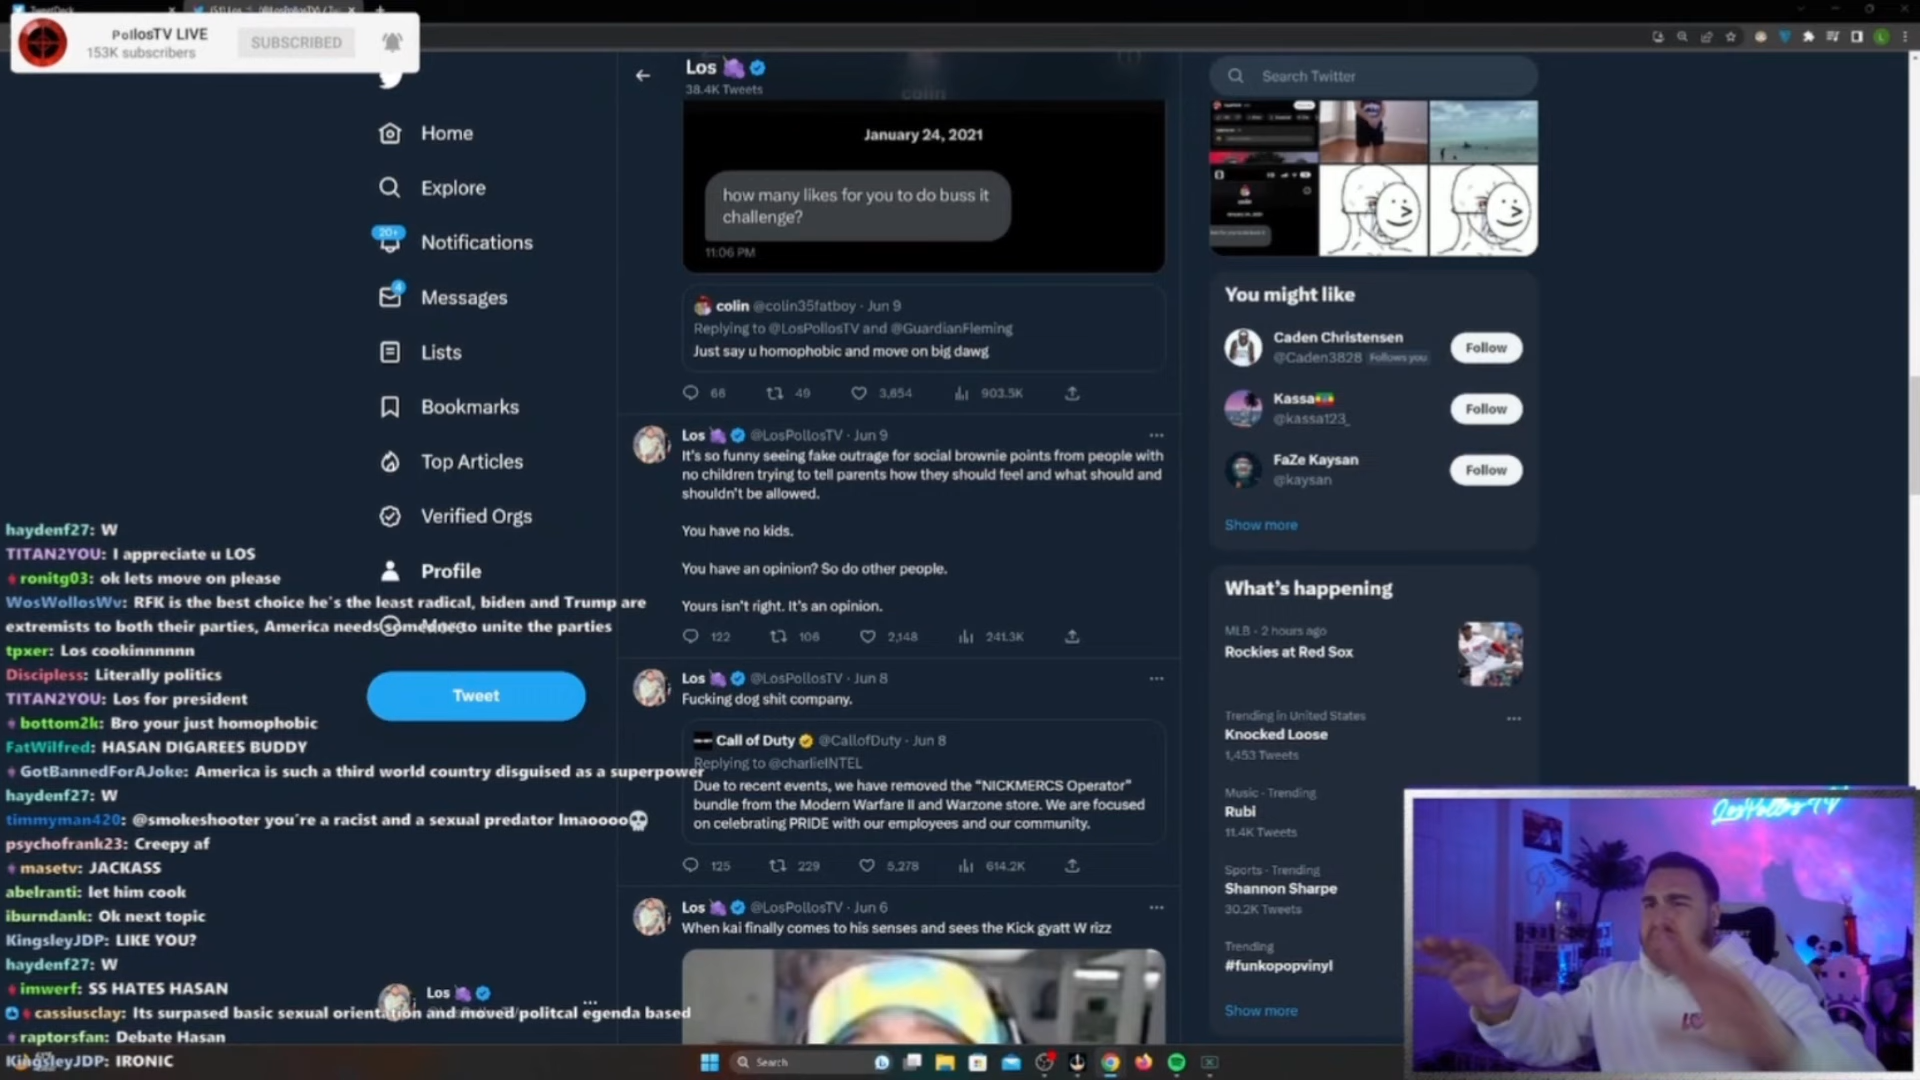 TweetDeck
PollosTV LIVE
153K subscribers
SUBSCRIBED
Home
Explore
20+
Notifications
4
Messages
Lists
Bookmarks
Top Articles
Verified Orgs
Profile
Tweet
Los
haydenf27: W
TITAN2YOU: I appreciate u LOS
ronitg03: ok lets move on please
WosWollosWv: RFK is the best choice he's the least radical, biden and Trump are
extremists to both their parties, America needs someone to unite the parties
tpxer: Los cookinnnnnn
Discipless: Literally politics
TITAN2YOU: Los for president
bottom2k: Bro your just homophobic
FatWilfred: HASAN DIGAREES BUDDY
GotBannedForAJoke: America is such a third world country disguised as a superpower
haydenf27: W
timmyman420: @smokeshooter you're a racist and a sexual predator lmaoooo
psychofrank23: Creepy af
masetv: JACKASS
abelranti: let him cook
iburndank: Ok next topic
KingsleyJDP: LIKE YOU?
haydenf27: W
imwerf: SS HATES HASAN
cassiusclay: Its surpased basic sexual orientation and moved politcal egenda based
raptorsfan: Debate Hasan
KingsleyJDP: IRONIC
Los
38.4K Tweets
colin
January 24, 2021
how many likes for you to do buss it
challenge?
11:06 PM
colin @colin35fatboy · Jun 9
Replying to @LosPollosTV and @GuardianFleming
Just say u homophobic and move on big dawg
66 49 3,654 903.5K
Los @LosPollosTV · Jun 9
It's so funny seeing fake outrage for social brownie points from people with
no children trying to tell parents how they should feel and what should and
shouldn't be allowed.
You have no kids.
You have an opinion? So do other people.
Yours isn't right. It's an opinion.
122 106 2,148 241.3K
Los @LosPollosTV · Jun 8
Fucking dog shit company.
Call of Duty @CallofDuty · Jun 8
Replying to @charlieINTEL
Due to recent events, we have removed the "NICKMERCS Operator"
bundle from the Modern Warfare II and Warzone store. We are focused
on celebrating PRIDE with our employees and our community.
125 229 5,278 614.2K
Los @LosPollosTV · Jun 6
When kai finally comes to his senses and sees the Kick gyatt W rizz
Search Twitter
You might like
Caden Christensen
@Caden3828 Follows you
Follow
Kassa
@kassa123_
Follow
FaZe Kaysan
@kaysan
Follow
Show more
What's happening
MLB · 2 hours ago
Rockies at Red Sox
Trending in United States
Knocked Loose
1,453 Tweets
Music · Trending
Rubi
11.4K Tweets
Sports · Trending
Shannon Sharpe
30.2K Tweets
Trending
#funkopopvinyl
Show more
LosPollosTV
Search